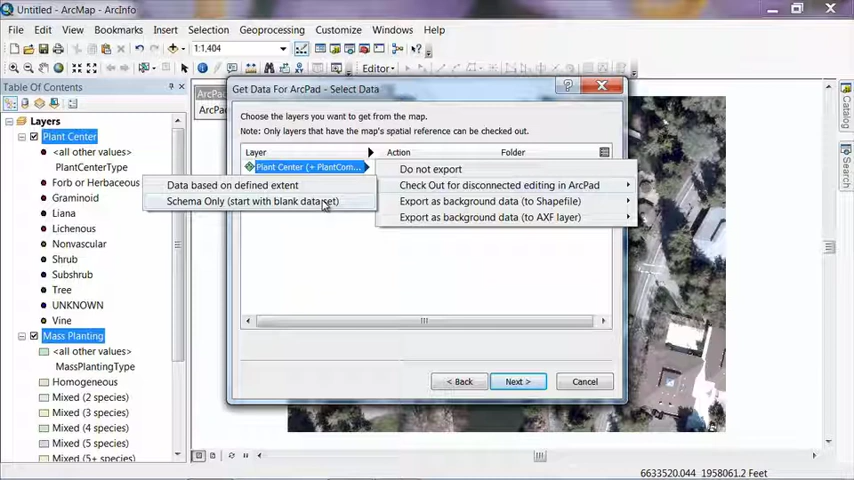 Untitled - ArcMap - ArcInfo
File Edit View Bookmarks Insert Selection Geoprocessing Customize Windows Help
1:1,404
Editor
Table Of Contents
Layers
Plant Center
<all other values>
PlantCenterType
Forb or Herbaceous
Graminoid
Liana
Lichenous
Nonvascular
Shrub
Subshrub
Tree
UNKNOWN
Vine
Mass Planting
<all other values>
MassPlantingType
Homogeneous
Mixed (2 species)
Mixed (3 species)
Mixed (4 species)
Mixed (5 species)
Mixed (5+ species)
ArcPa
ArcPa
Get Data For ArcPad - Select Data
Choose the layers you want to get from the map.
Note: Only layers that have the map's spatial reference can be checked out.
Layer Action Folder
Plant Center (+ PlantCom...
Do not export
Check Out for disconnected editing in ArcPad
Export as background data (to Shapefile)
Export as background data (to AXF layer)
Data based on defined extent
Schema Only (start with blank dataset)
< Back Next > Cancel
Catalog
Search
6633520.044 1958061.2 Feet